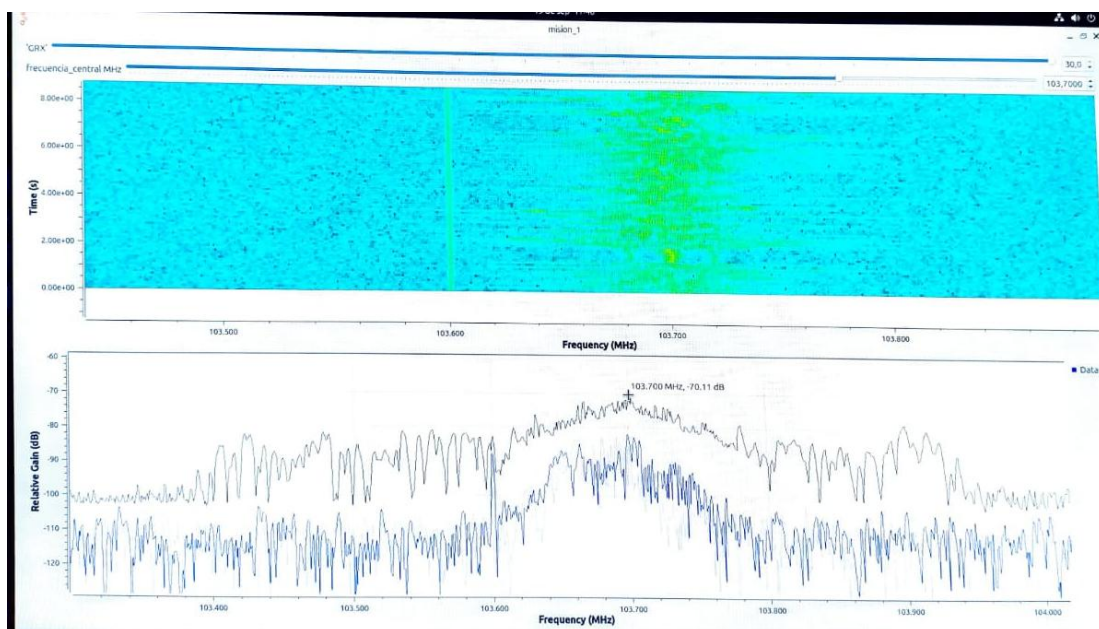 mision_1
'GRX'
30,0
frecuencia_central MHz
103,7000
8.00e+00
6.00e+00
4.00e+00
2.00e+00
0.00e+00
Time (s)
103.500
103.600
103.700
103.800
Frequency (MHz)
-60
-70
-80
-90
-100
-110
-120
Relative Gain (dB)
103.700 MHz, -70.11 dB
Data
103.400
103.500
103.600
103.700
103.800
103.900
104.000
Frequency (MHz)